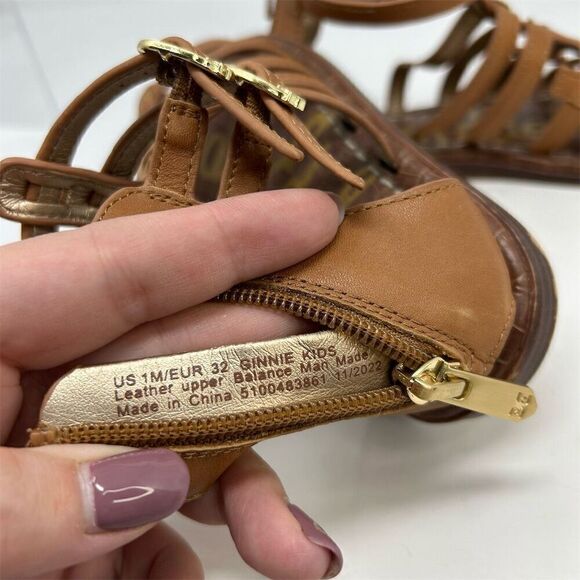 US 1M/EUR 32 GINNIE KIDS
Leather upper Balance Man Made
Made in China 5100483861 11/2022